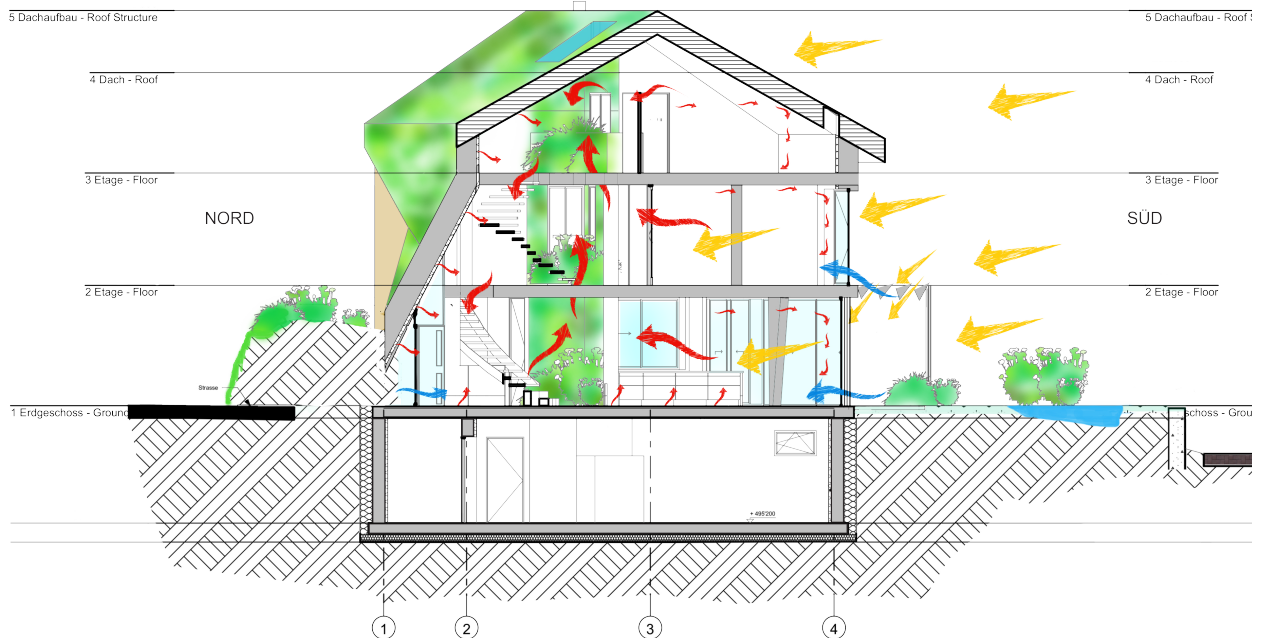 5 Dachaufbau - Roof Structure
5 Dachaufbau - Roof S
4 Dach - Roof
4 Dach - Roof
3 Etage - Floor
3 Etage - Floor
NORD
SÜD
2 Etage - Floor
2 Etage - Floor
Strasse
1 Erdgeschoss - Ground
schoss - Grou
+ 495'200
1
2
3
4